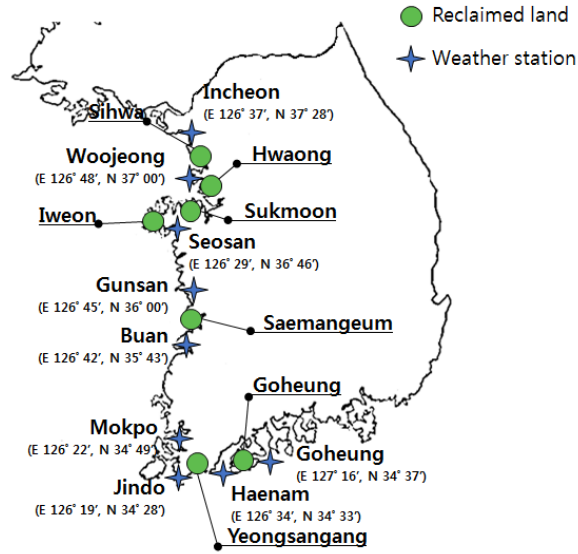 Reclaimed land
Weather station
Incheon
(E 126° 37′, N 37° 28′)
Sihwa
Woojeong
(E 126° 48′, N 37° 00′)
Hwaong
Iweon
Sukmoon
Seosan
(E 126° 29′, N 36° 46′)
Gunsan
(E 126° 45′, N 36° 00′)
Saemangeum
Buan
(E 126° 42′, N 35° 43′)
Goheung
Mokpo
(E 126° 22′, N 34° 49′)
Goheung
(E 127° 16′, N 34° 37′)
Jindo
(E 126° 19′, N 34° 28′)
Haenam
(E 126° 34′, N 34° 33′)
Yeongsangang